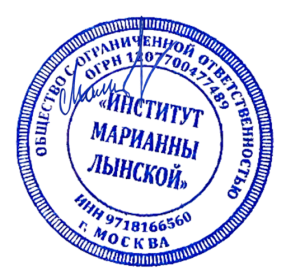 ОБЩЕСТВО С ОГРАНИЧЕННОЙ ОТВЕТСТВЕННОСТЬЮ
ОГРН 1207700477489
«ИНСТИТУТ
МАРИАННЫ
ЛЫНСКОЙ»
ИНН 9718166560
Г. МОСКВА